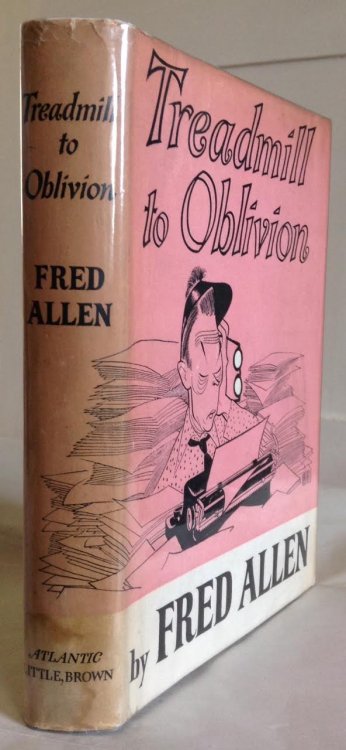 Treadmill
to
Oblivion
FRED
ALLEN
ATLANTIC
LITTLE, BROWN
Treadmill
to Oblivion
by FRED ALLEN